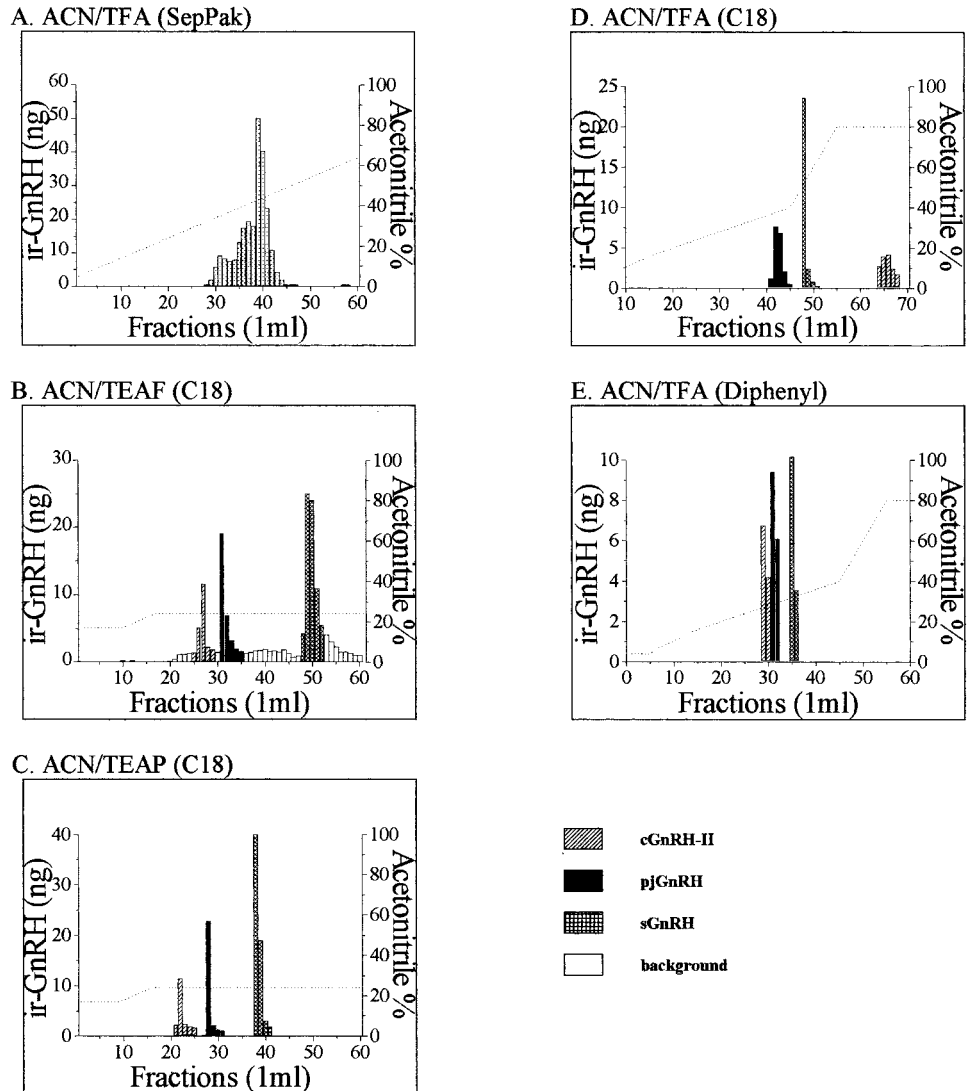 A. ACN/TFA (SepPak)
ir-GnRH (ng)
60
50
40
30
20
10
0
100
80
60
40
20
0
Acetonitrile %
10 20 30 40 50 60
Fractions (1ml)
B. ACN/TEAF (C18)
ir-GnRH (ng)
30
20
10
0
100
80
60
40
20
0
Acetonitrile %
10 20 30 40 50 60
Fractions (1ml)
C. ACN/TEAP (C18)
ir-GnRH (ng)
40
30
20
10
0
100
80
60
40
20
0
Acetonitrile %
10 20 30 40 50 60
Fractions (1ml)
D. ACN/TFA (C18)
ir-GnRH (ng)
25
20
15
10
5
0
100
80
60
40
20
0
Acetonitrile %
10 20 30 40 50 60 70
Fractions (1ml)
E. ACN/TFA (Diphenyl)
ir-GnRH (ng)
10
8
6
4
2
0
100
80
60
40
20
0
Acetonitrile %
0 10 20 30 40 50 60
Fractions (1ml)
cGnRH-II
pjGnRH
sGnRH
background